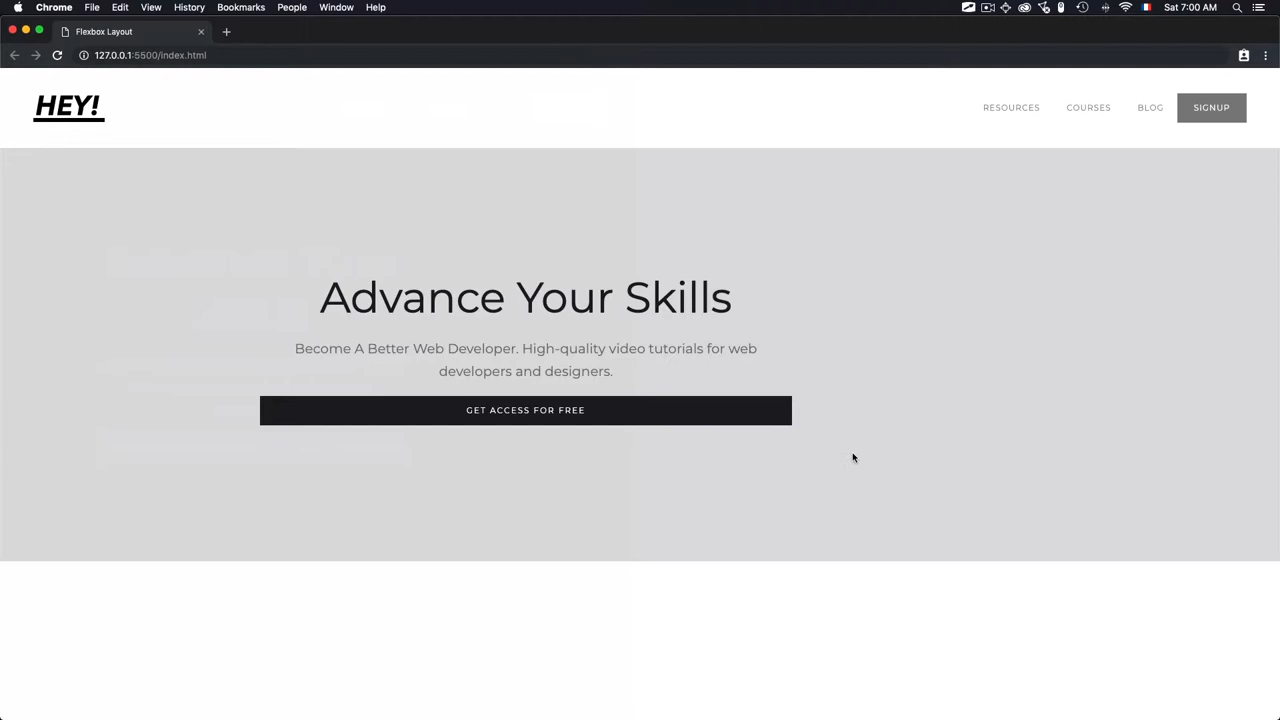 Chrome File Edit View History Bookmarks People Window Help Sat 7:00 AM
Flexbox Layout
127.0.0.1:5500/index.html
HEY!
RESOURCES COURSES BLOG SIGNUP
Advance Your Skills
Become A Better Web Developer. High-quality video tutorials for web
developers and designers.
GET ACCESS FOR FREE